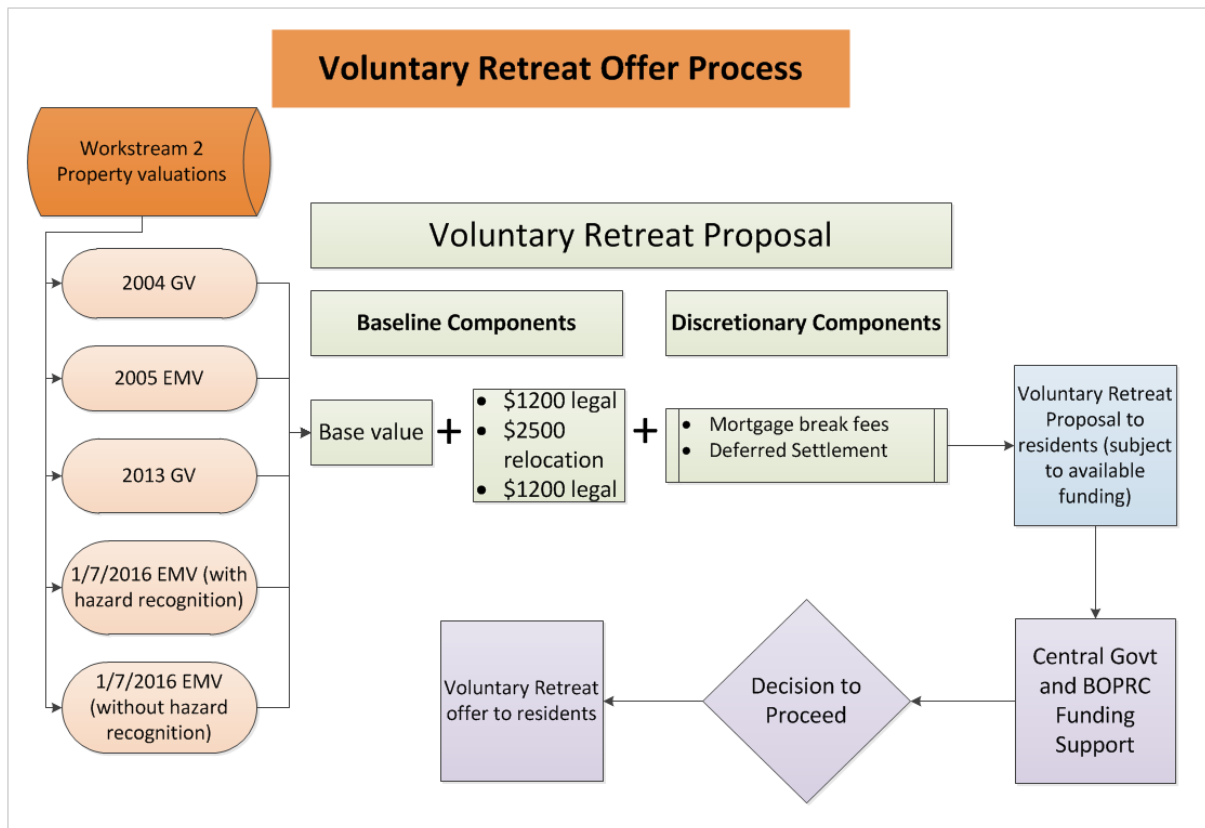 Voluntary Retreat Offer Process
Workstream 2
Property valuations
2004 GV
2005 EMV
2013 GV
1/7/2016 EMV (with
hazard recognition)
1/7/2016 EMV
(without hazard
recognition)
Voluntary Retreat Proposal
Baseline Components
Discretionary Components
Base value
+
• $1200 legal
• $2500
relocation
• $1200 legal
+
• Mortgage break fees
• Deferred Settlement
Voluntary Retreat
Proposal to
residents (subject
to available
funding)
Central Govt
and BOPRC
Funding
Support
Decision to
Proceed
Voluntary Retreat
offer to residents